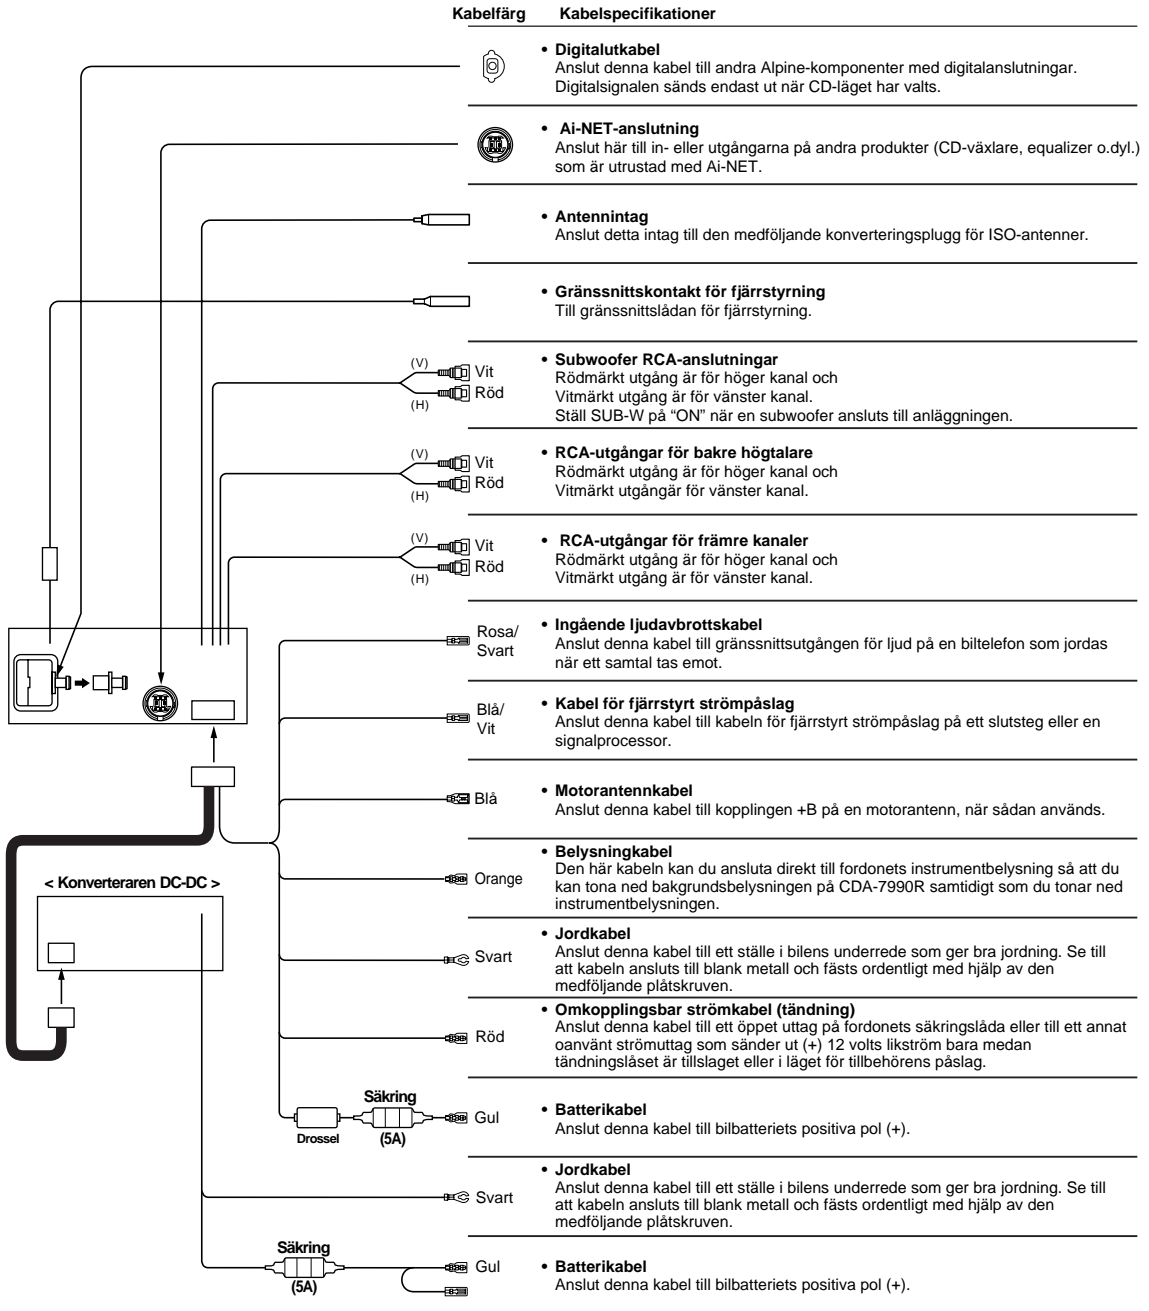 Kabelfärg Kabelspecifikationer
• Digitalutkabel
Anslut denna kabel till andra Alpine-komponenter med digitalanslutningar.
Digitalsignalen sänds endast ut när CD-läget har valts.
• Ai-NET-anslutning
Anslut här till in- eller utgångarna på andra produkter (CD-växlare, equalizer o.dyl.)
som är utrustad med Ai-NET.
• Antennintag
Anslut detta intag till den medföljande konverteringsplugg för ISO-antenner.
• Gränssnittskontakt för fjärrstyrning
Till gränssnittslådan för fjärrstyrning.
(V)
Vit
Röd
(H)
• Subwoofer RCA-anslutningar
Rödmärkt utgång är för höger kanal och
Vitmärkt utgång är för vänster kanal.
Ställ SUB-W på “ON” när en subwoofer ansluts till anläggningen.
(V)
Vit
Röd
(H)
• RCA-utgångar för bakre högtalare
Rödmärkt utgång är för höger kanal och
Vitmärkt utgångär för vänster kanal.
(V)
Vit
Röd
(H)
• RCA-utgångar för främre kanaler
Rödmärkt utgång är för höger kanal och
Vitmärkt utgång är för vänster kanal.
Rosa/
Svart
• Ingående ljudavbrottskabel
Anslut denna kabel till gränssnittsutgången för ljud på en biltelefon som jordas
när ett samtal tas emot.
Blå/
Vit
• Kabel för fjärrstyrt strömpåslag
Anslut denna kabel till kabeln för fjärrstyrt strömpåslag på ett slutsteg eller en
signalprocessor.
Blå
• Motorantennkabel
Anslut denna kabel till kopplingen +B på en motorantenn, när sådan används.
< Konverteraren DC-DC >
Orange
• Belysningkabel
Den här kabeln kan du ansluta direkt till fordonets instrumentbelysning så att du
kan tona ned bakgrundsbelysningen på CDA-7990R samtidigt som du tonar ned
instrumentbelysningen.
Svart
• Jordkabel
Anslut denna kabel till ett ställe i bilens underrede som ger bra jordning. Se till
att kabeln ansluts till blank metall och fästs ordentligt med hjälp av den
medföljande plåtskruven.
Röd
• Omkopplingsbar strömkabel (tändning)
Anslut denna kabel till ett öppet uttag på fordonets säkringslåda eller till ett annat
oanvänt strömuttag som sänder ut (+) 12 volts likström bara medan
tändningslåset är tillslaget eller i läget för tillbehörens påslag.
Drossel
Säkring
(5A)
Gul
• Batterikabel
Anslut denna kabel till bilbatteriets positiva pol (+).
Svart
• Jordkabel
Anslut denna kabel till ett ställe i bilens underrede som ger bra jordning. Se till
att kabeln ansluts till blank metall och fästs ordentligt med hjälp av den
medföljande plåtskruven.
Säkring
(5A)
Gul
• Batterikabel
Anslut denna kabel till bilbatteriets positiva pol (+).